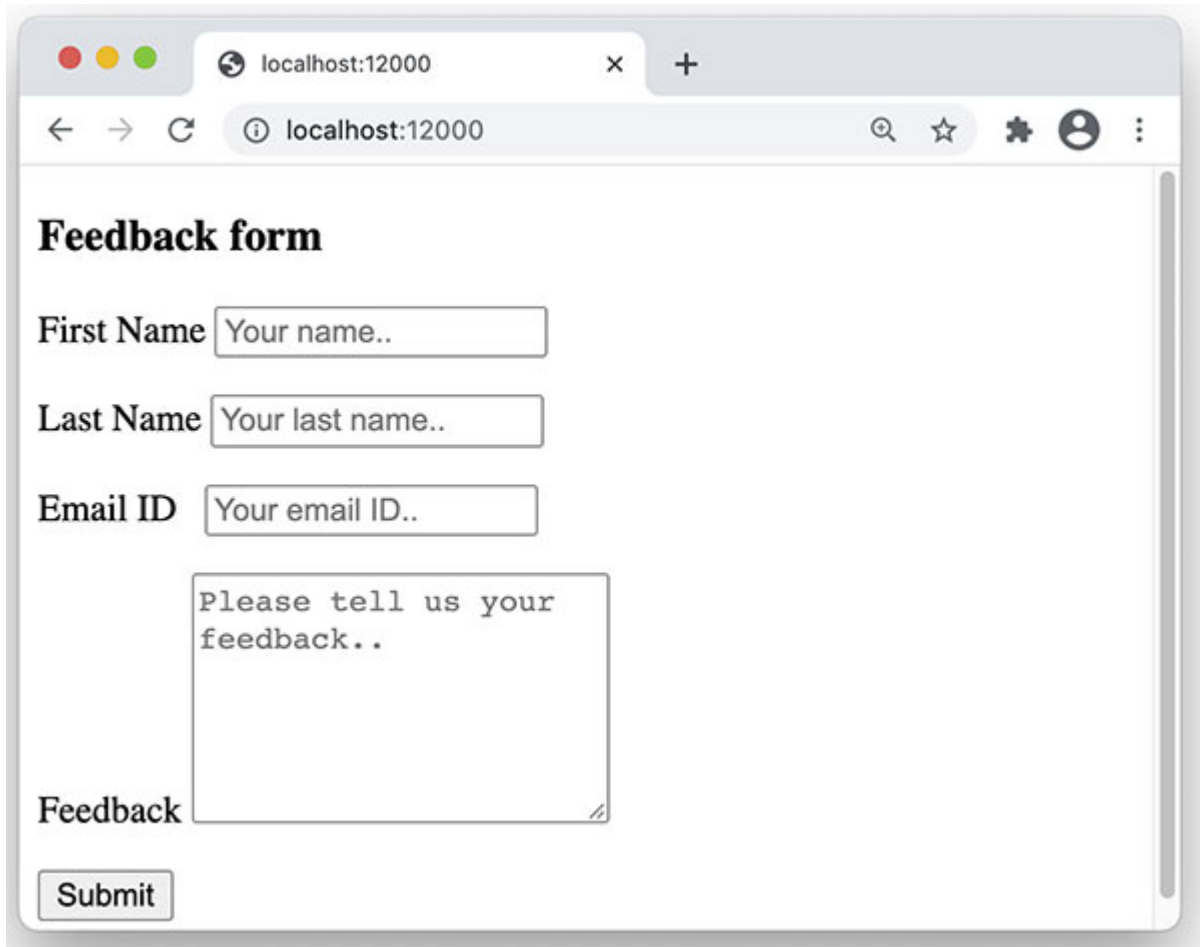 localhost:12000
localhost:12000
Feedback form
First Name Your name..
Last Name Your last name..
Email ID Your email ID..
Please tell us your
feedback..
Feedback
Submit